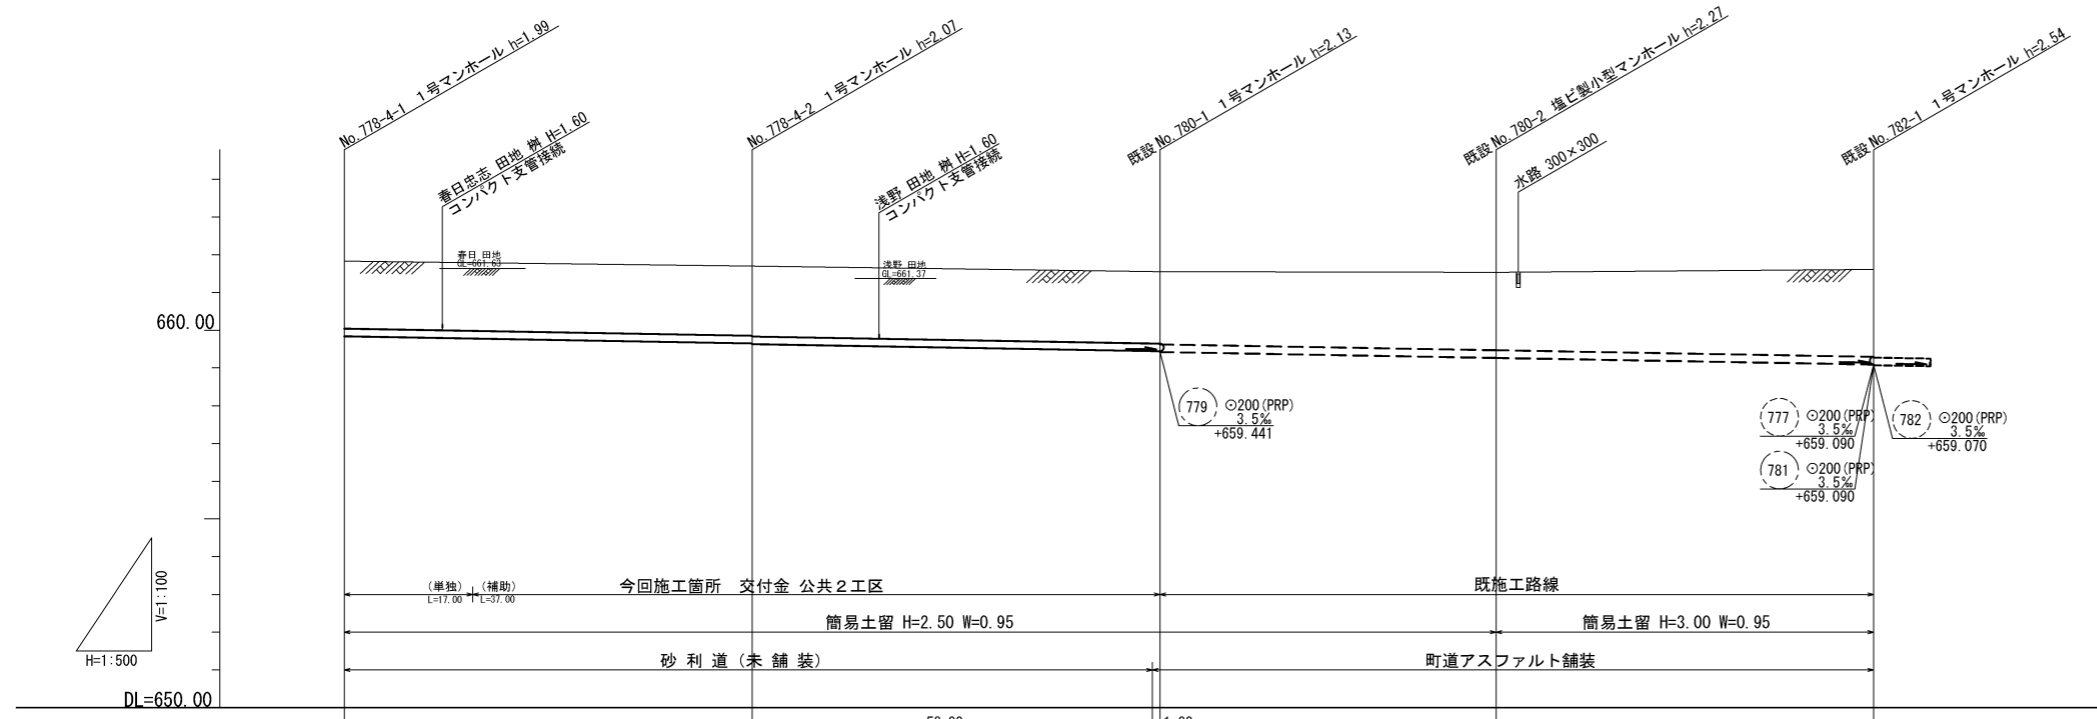 No.778-4-1 1号マンホール h=1.99
春日忠志 田地 桝 H=1.60
コンパクト支管接続
No.778-4-2 1号マンホール h=2.07
浅野 田地 桝 H=1.60
コンパクト支管接続
既設 No.780-1 1号マンホール h=2.13
既設 No.780-2 塩ビ製小型マンホール h=2.27
水路 300×300
既設 No.782-1 1号マンホール h=2.54
春日 田地
GL=661.63
浅野 田地
GL=661.37
660.00
779 ⊙200(PRP)
3.5‰
+659.441
777 ⊙200(PRP)
3.5‰
+659.090
781 ⊙200(PRP)
3.5‰
+659.090
782 ⊙200(PRP)
3.5‰
+659.070
V=1:100
H=1:500
(単独)
L=17.00
(補助)
L=37.00
今回施工箇所 交付金 公共2工区
既施工路線
簡易土留 H=2.50 W=0.95
簡易土留 H=3.00 W=0.95
砂 利 道 (未 舗 装)
町道アスファルト舗装
DL=650.00